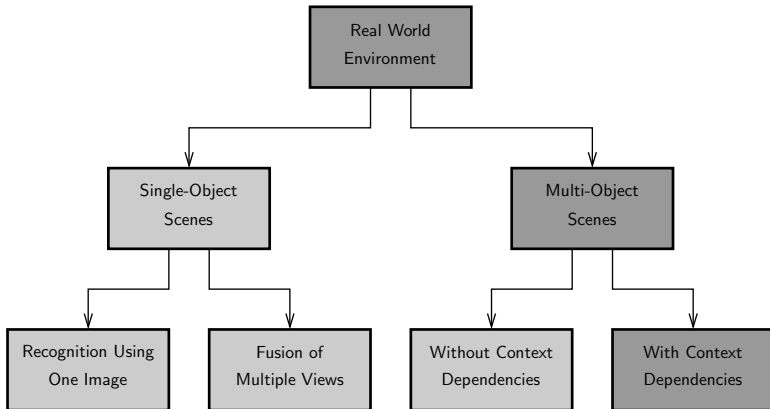 Real World
Environment
Single-Object
Scenes
Multi-Object
Scenes
Recognition Using
One Image
Fusion of
Multiple Views
Without Context
Dependencies
With Context
Dependencies